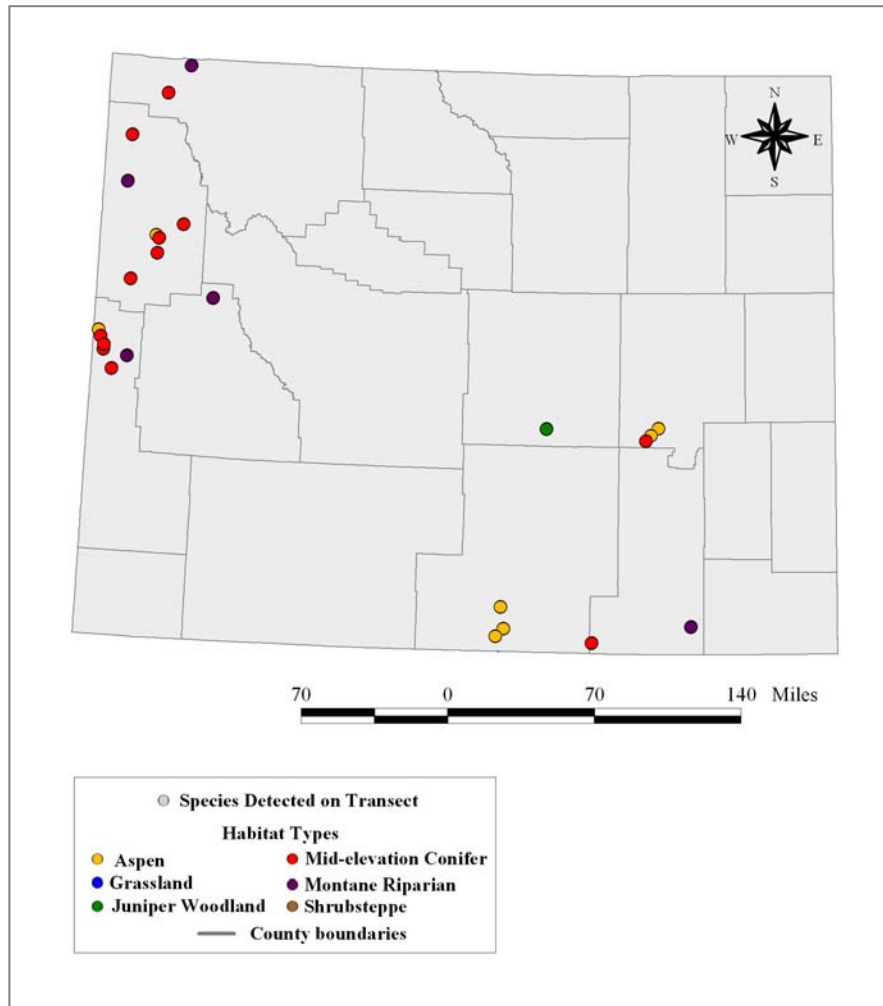 N
W E
S
70 0 70 140 Miles
Species Detected on Transect
Habitat Types
Aspen Mid-elevation Conifer
Grassland Montane Riparian
Juniper Woodland Shrubsteppe
County boundaries